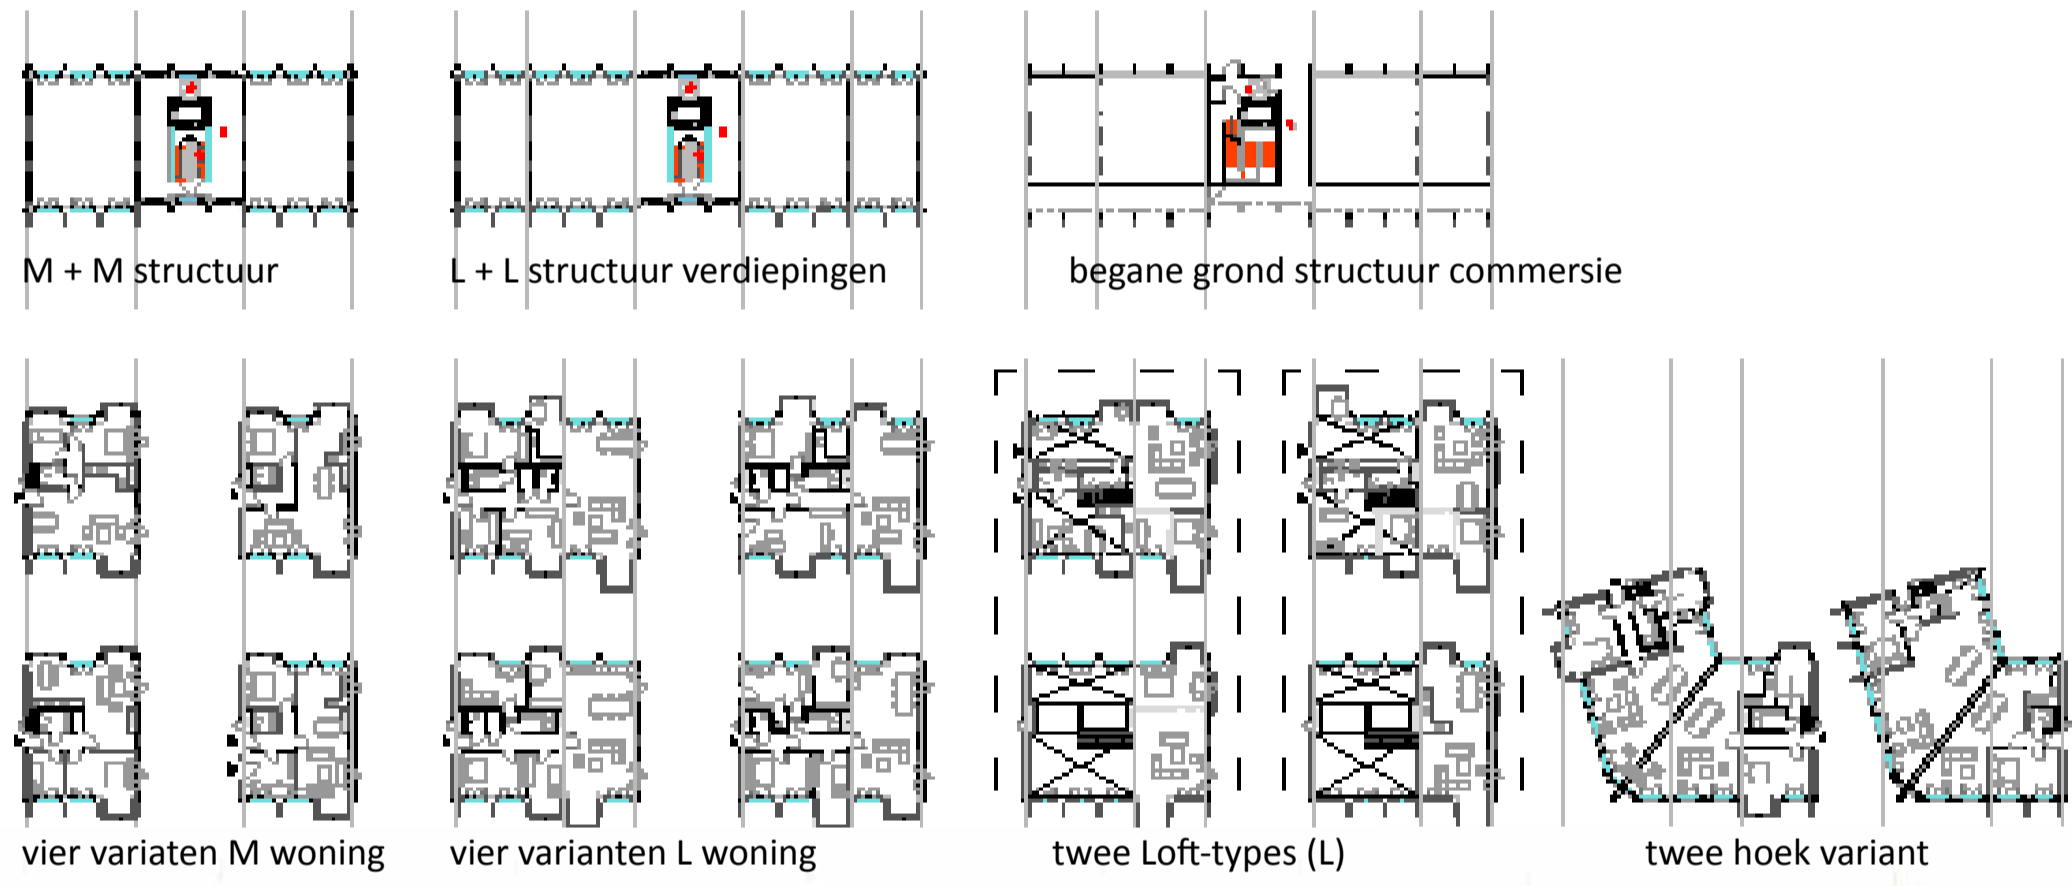 M + M structuur
L + L structuur verdiepingen
begane grond structuur commersie
vier variaten M woning
vier varianten L woning
twee Loft-types (L)
twee hoek variant